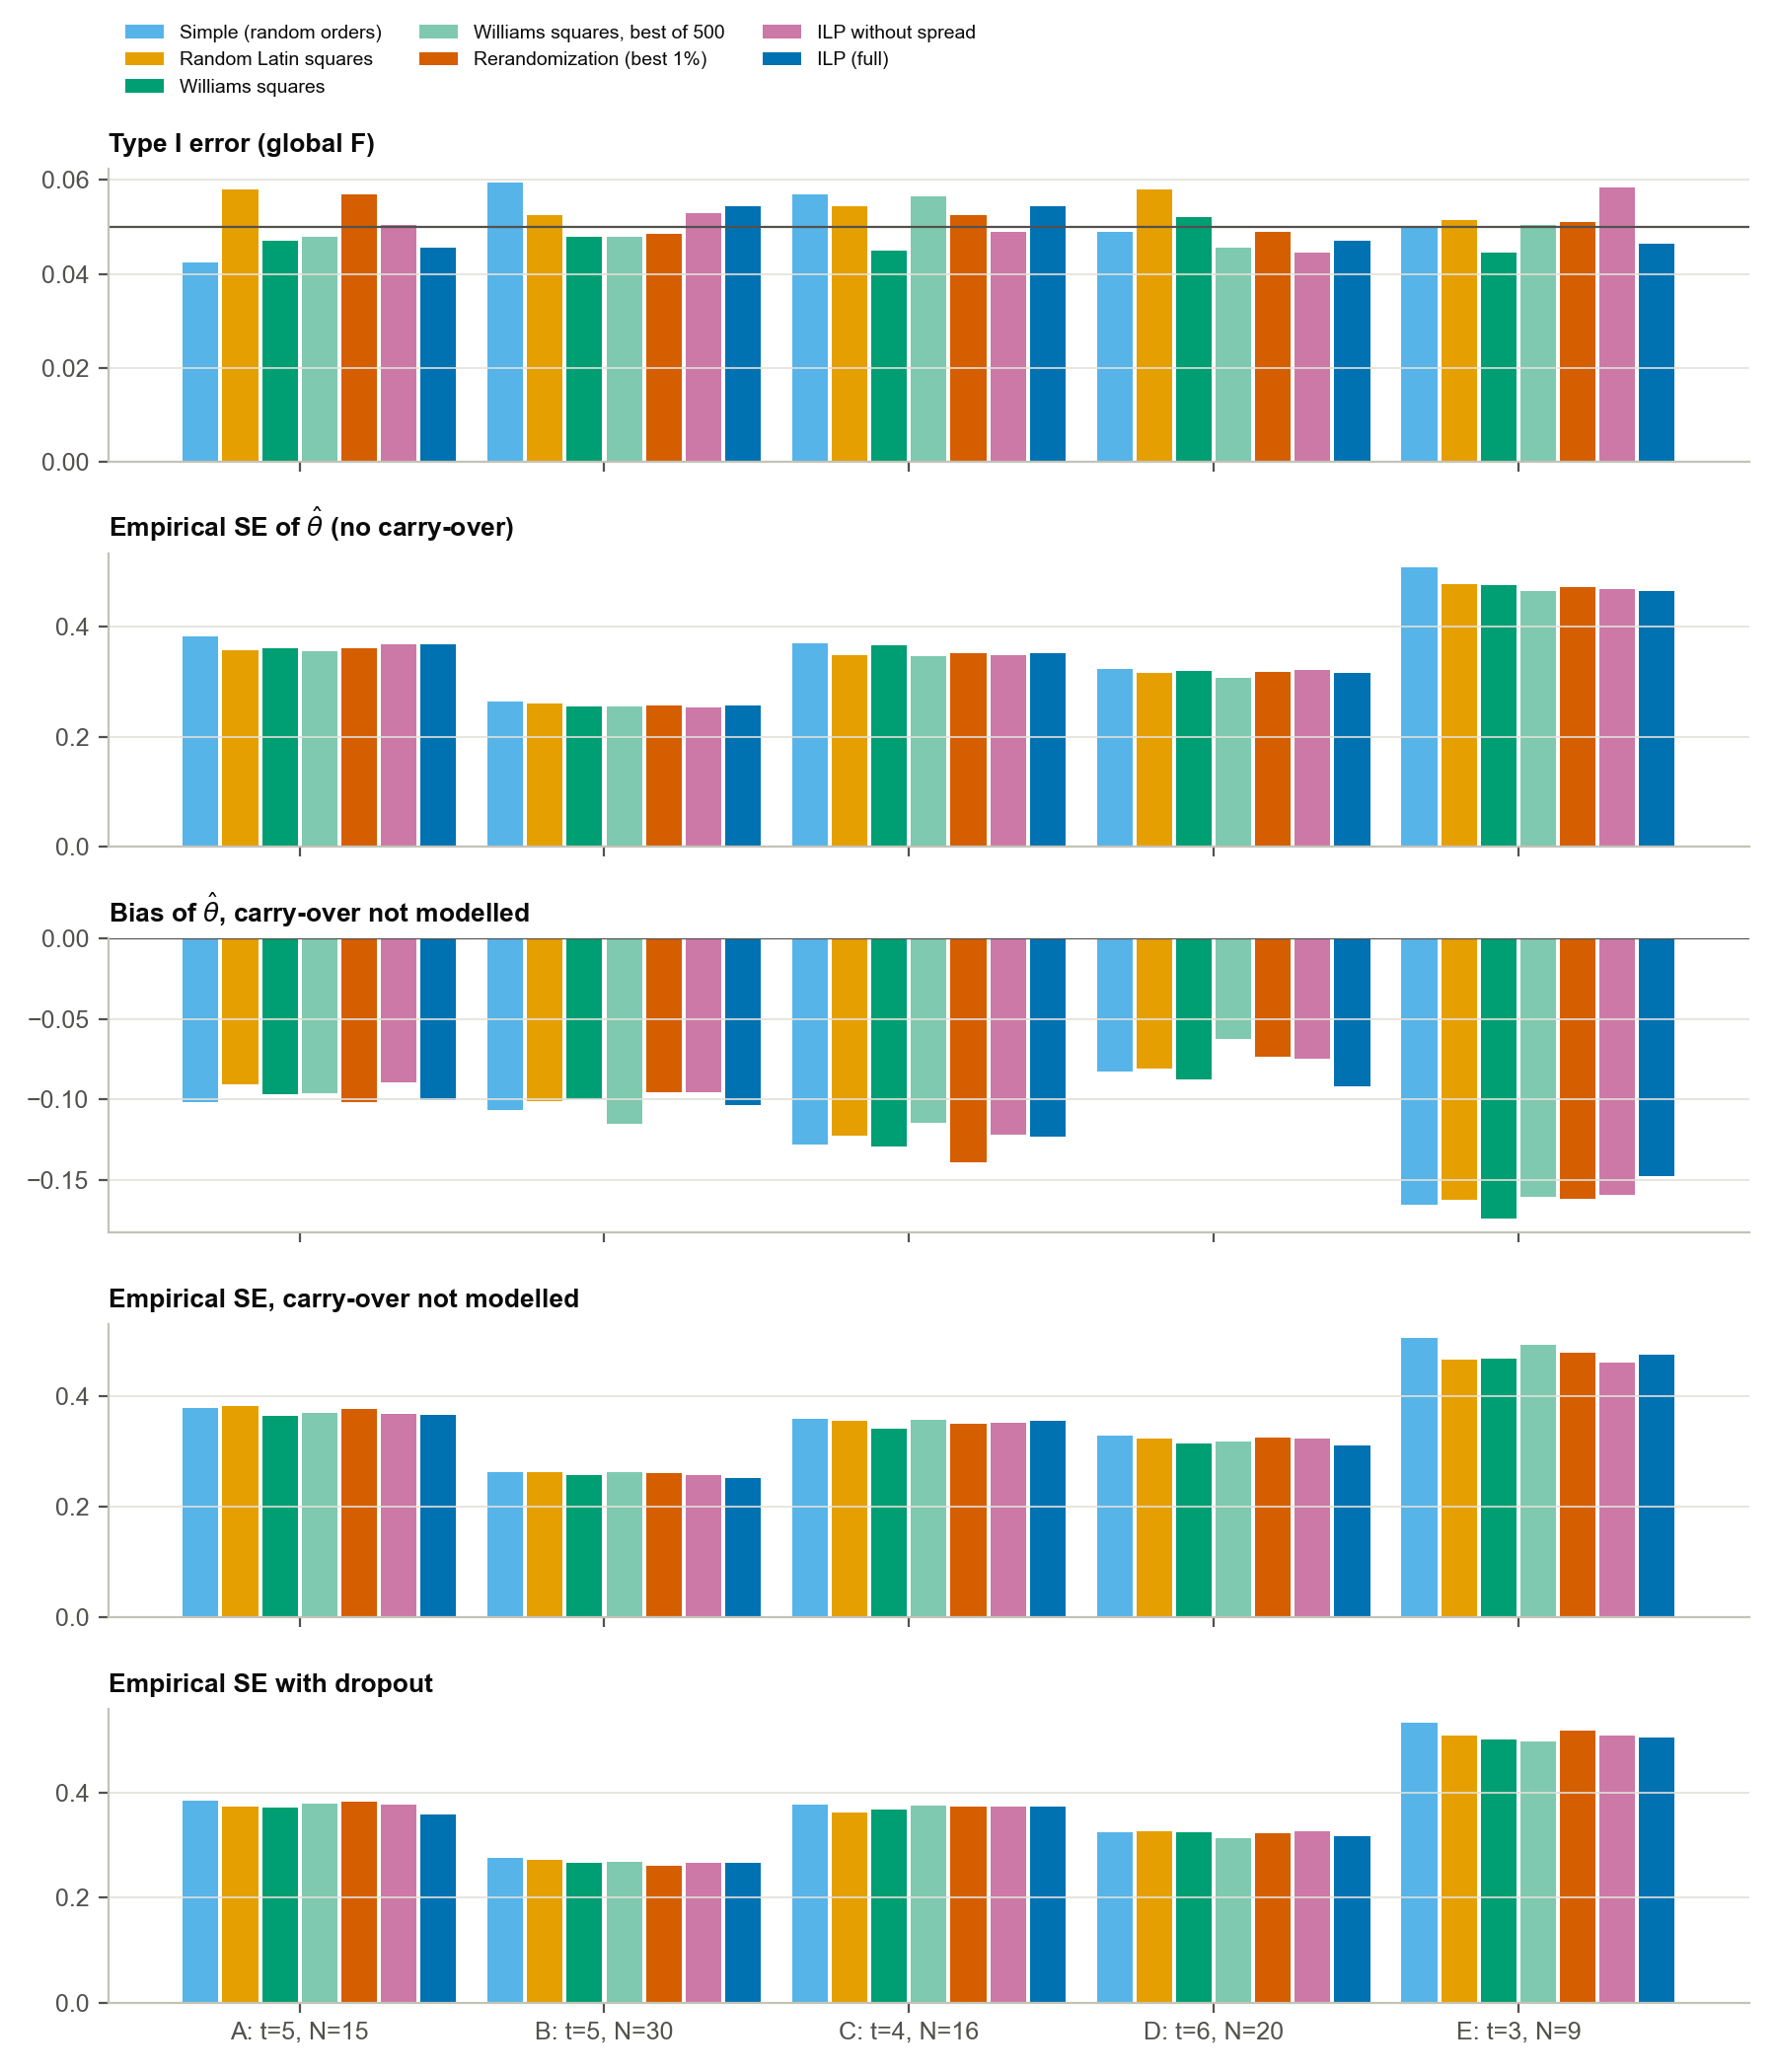 Simple (random orders)
Random Latin squares
Williams squares
Williams squares, best of 500
Rerandomization (best 1%)
ILP without spread
ILP (full)
Type I error (global F)
0.06
0.04
0.02
0.00
Empirical SE of θ̂ (no carry-over)
0.4
0.2
0.0
Bias of θ̂, carry-over not modelled
0.00
−0.05
−0.10
−0.15
Empirical SE, carry-over not modelled
0.4
0.2
0.0
Empirical SE with dropout
0.4
0.2
0.0
A: t=5, N=15
B: t=5, N=30
C: t=4, N=16
D: t=6, N=20
E: t=3, N=9